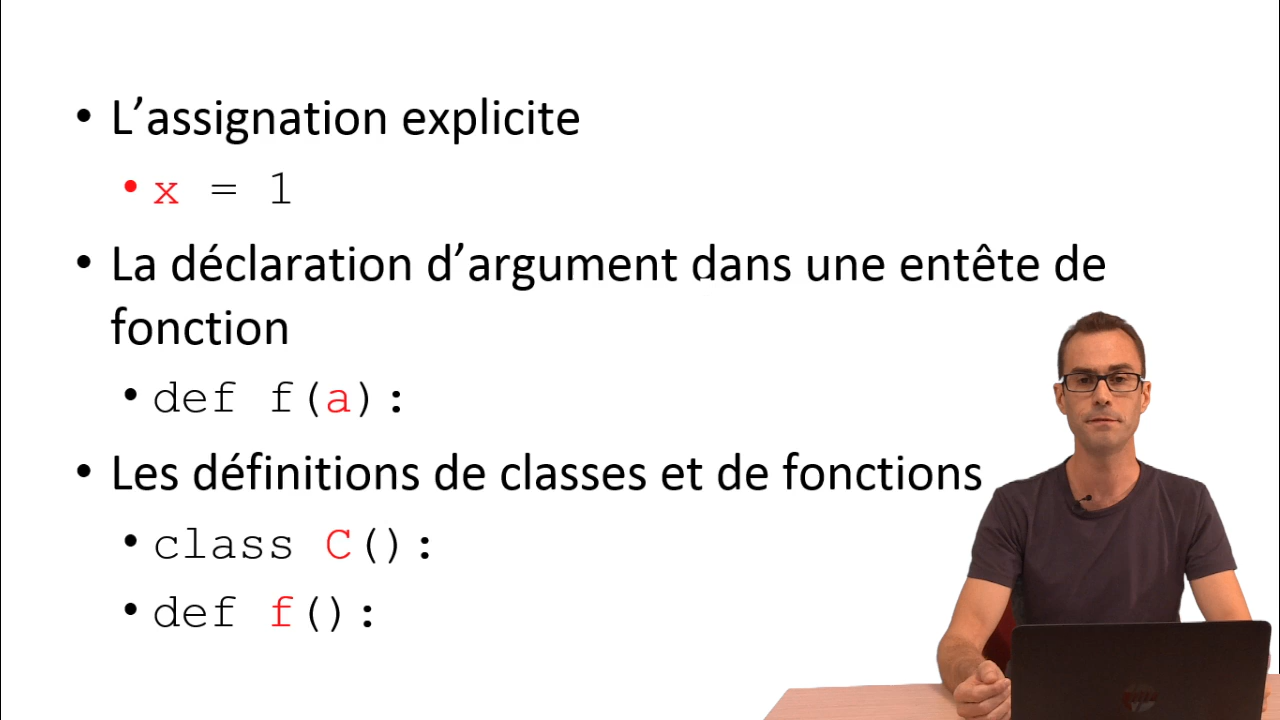 • L’assignation explicite
• x = 1
• La déclaration d’argument dans une entête de
fonction
• def f(a):
• Les définitions de classes et de fonctions
• class C():
• def f():